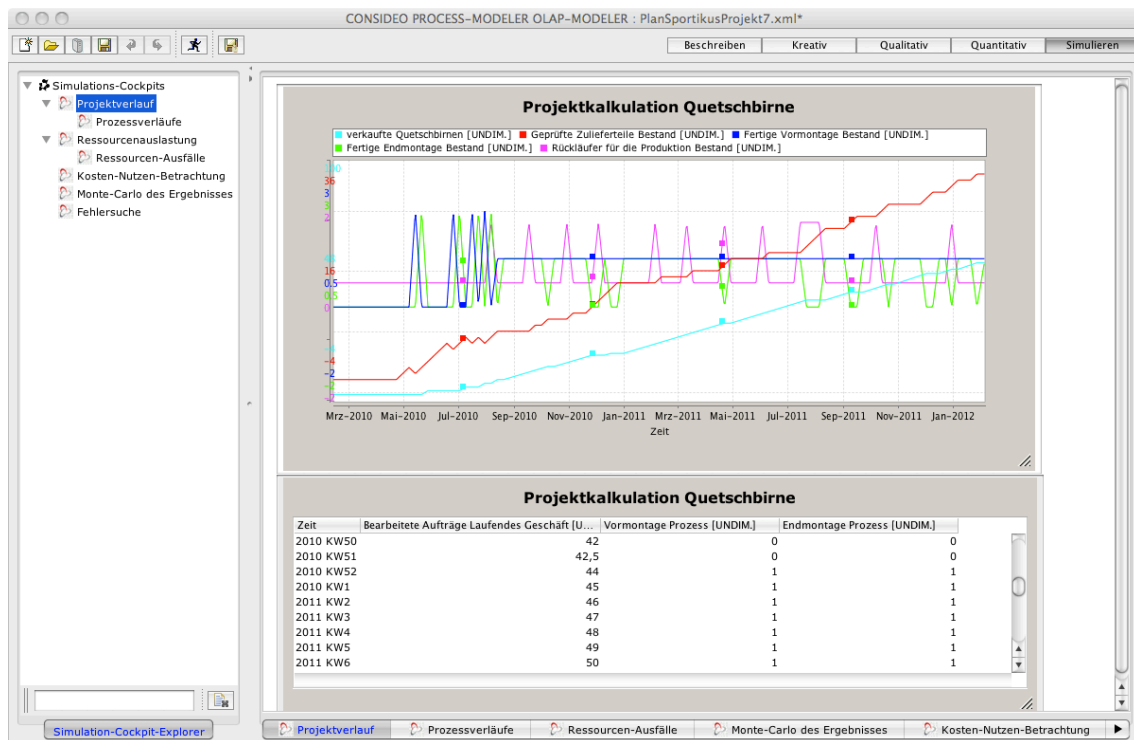 CONSIDEO PROCESS-MODELER OLAP-MODELER : PlanSportikusProjekt7.xml*
Beschreiben Kreativ Qualitativ Quantitativ Simulieren
Simulations-Cockpits
Projektverlauf
Prozessverläufe
Ressourcenauslastung
Ressourcen-Ausfälle
Kosten-Nutzen-Betrachtung
Monte-Carlo des Ergebnisses
Fehlersuche
Projektkalkulation Quetschbirne
verkaufte Quetschbirnen [UNDIM.] Geprüfte Zulieferteile Bestand [UNDIM.] Fertige Vormontage Bestand [UNDIM.]
Fertige Endmontage Bestand [UNDIM.] Rückläufer für die Produktion Bestand [UNDIM.]
36
3
3
2
16
0.5
0.5
0
-4
-2
-2
-2
Mrz-2010 Mai-2010 Jul-2010 Sep-2010 Nov-2010 Jan-2011 Mrz-2011 Mai-2011 Jul-2011 Sep-2011 Nov-2011 Jan-2012
Zeit
Projektkalkulation Quetschbirne
Zeit Bearbeitete Aufträge Laufendes Geschäft [U... Vormontage Prozess [UNDIM.] Endmontage Prozess [UNDIM.]
2010 KW50 42 0 0
2010 KW51 42,5 0 0
2010 KW52 44 1 1
2010 KW1 45 1 1
2011 KW2 46 1 1
2011 KW3 47 1 1
2011 KW4 48 1 1
2011 KW5 49 1 1
2011 KW6 50 1 1
Simulation-Cockpit-Explorer
Projektverlauf Prozessverläufe Ressourcen-Ausfälle Monte-Carlo des Ergebnisses Kosten-Nutzen-Betrachtung